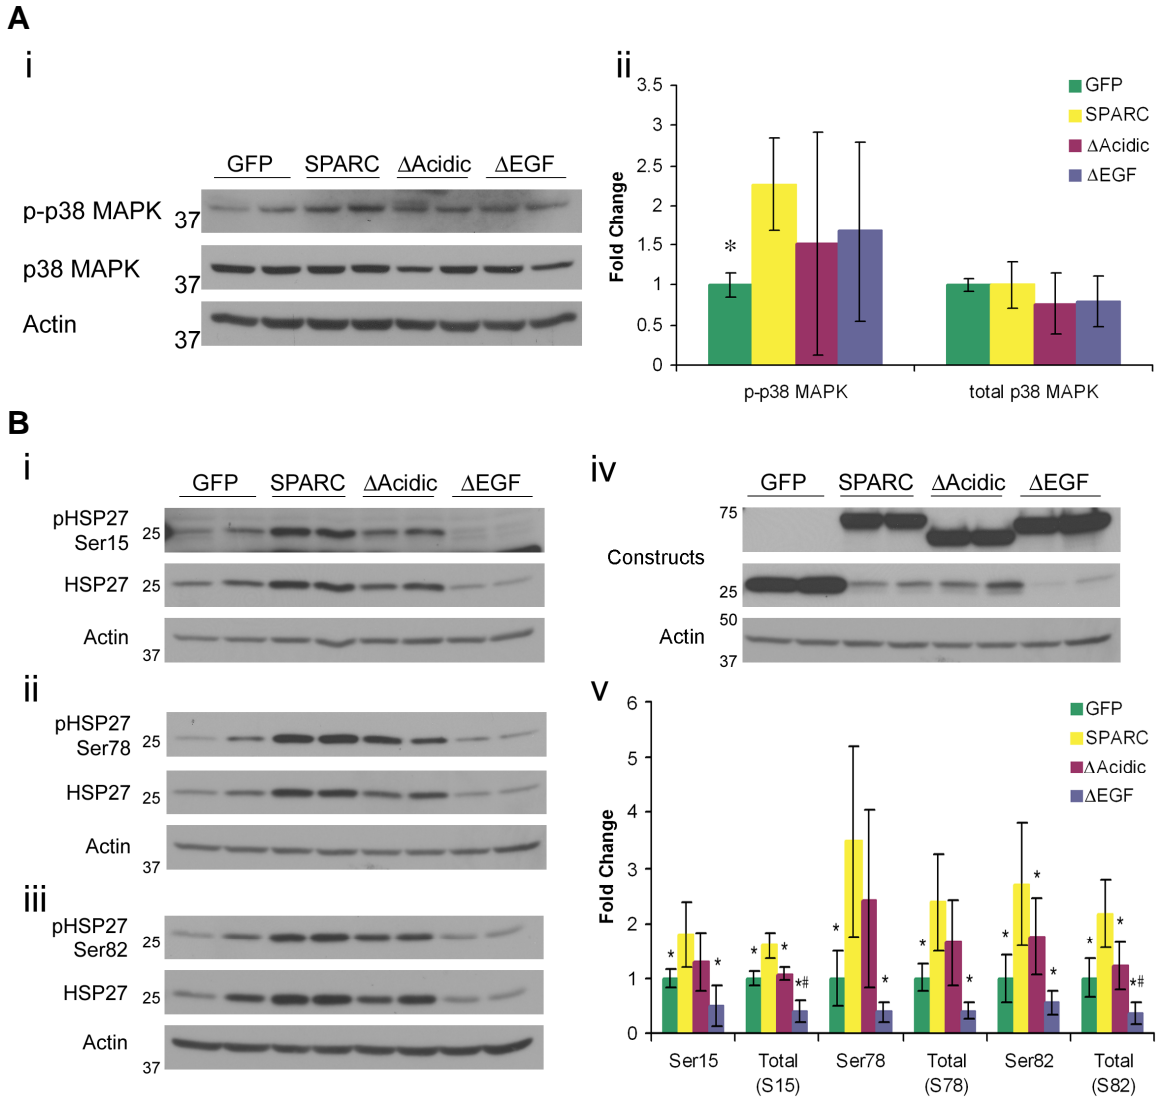 A
i
GFP SPARC ΔAcidic ΔEGF
p-p38 MAPK 37
p38 MAPK 37
Actin 37
ii
3.5
3
2.5
2
1.5
1
0.5
0
Fold Change
*
p-p38 MAPK total p38 MAPK
GFP
SPARC
ΔAcidic
ΔEGF
B
i
GFP SPARC ΔAcidic ΔEGF
pHSP27
Ser15 25
HSP27 25
Actin
37
ii
pHSP27
Ser78 25
HSP27 25
Actin
37
iii
pHSP27
Ser82 25
HSP27 25
Actin
37
iv
GFP SPARC ΔAcidic ΔEGF
75
Constructs
25
50
Actin
37
v
6
5
4
3
2
1
0
Fold Change
* * * * *# * * * * * * * * * *#
Ser15 Total Ser78 Total Ser82 Total
(S15) (S78) (S82)
GFP
SPARC
ΔAcidic
ΔEGF